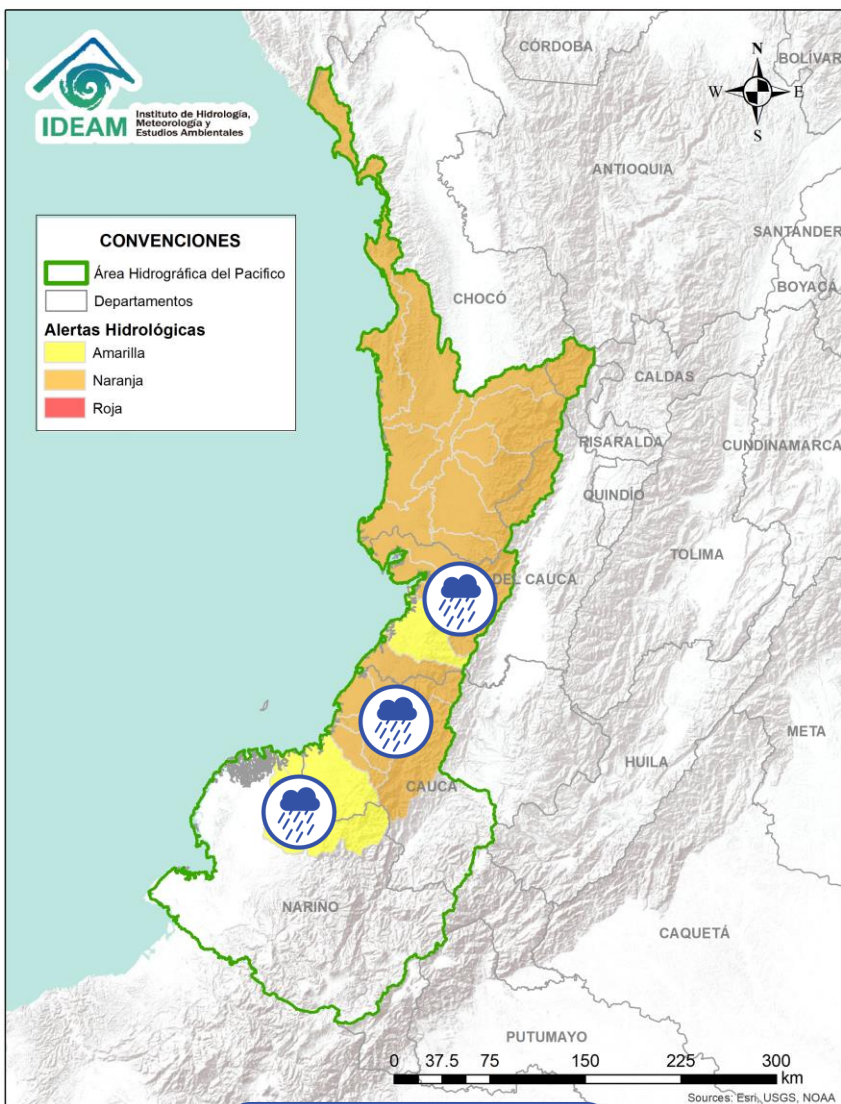 IDEAM
Instituto de Hidrología,
Meteorología y
Estudios Ambientales
CÓRDOBA
BOLÍVAR
N
W
E
S
ANTIOQUIA
SANTANDER
BOYACÁ
CONVENCIONES
Área Hidrográfica del Pacifico
Departamentos
Alertas Hidrológicas
Amarilla
Naranja
Roja
CHOCÓ
CALDAS
RISARALDA
CUNDINAMARCA
QUINDÍO
TOLIMA
DEL CAUCA
META
HUILA
CAUCA
NARIÑO
CAQUETÁ
PUTUMAYO
0 37.5 75 150 225 300
km
Sources: Esri, USGS, NOAA